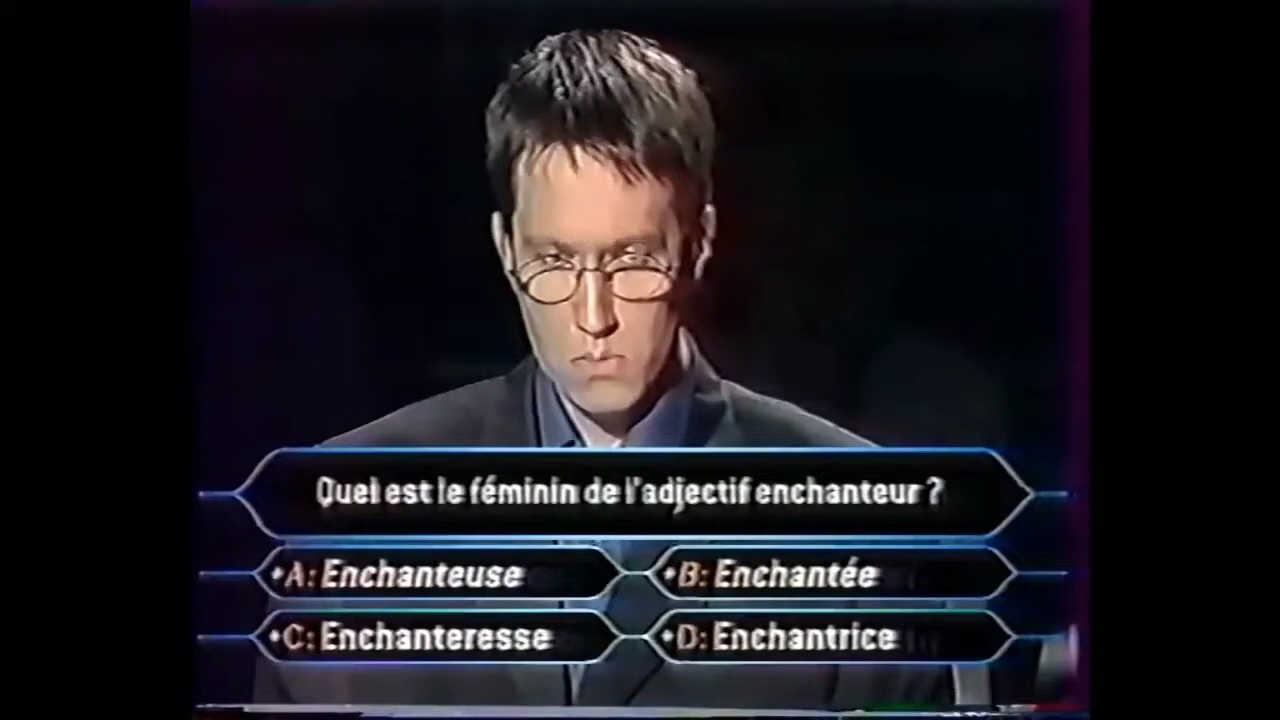 Quel est le féminin de l'adjectif enchanteur ?
•A: Enchanteuse
•B: Enchantée
•C: Enchanteresse
•D: Enchantrice